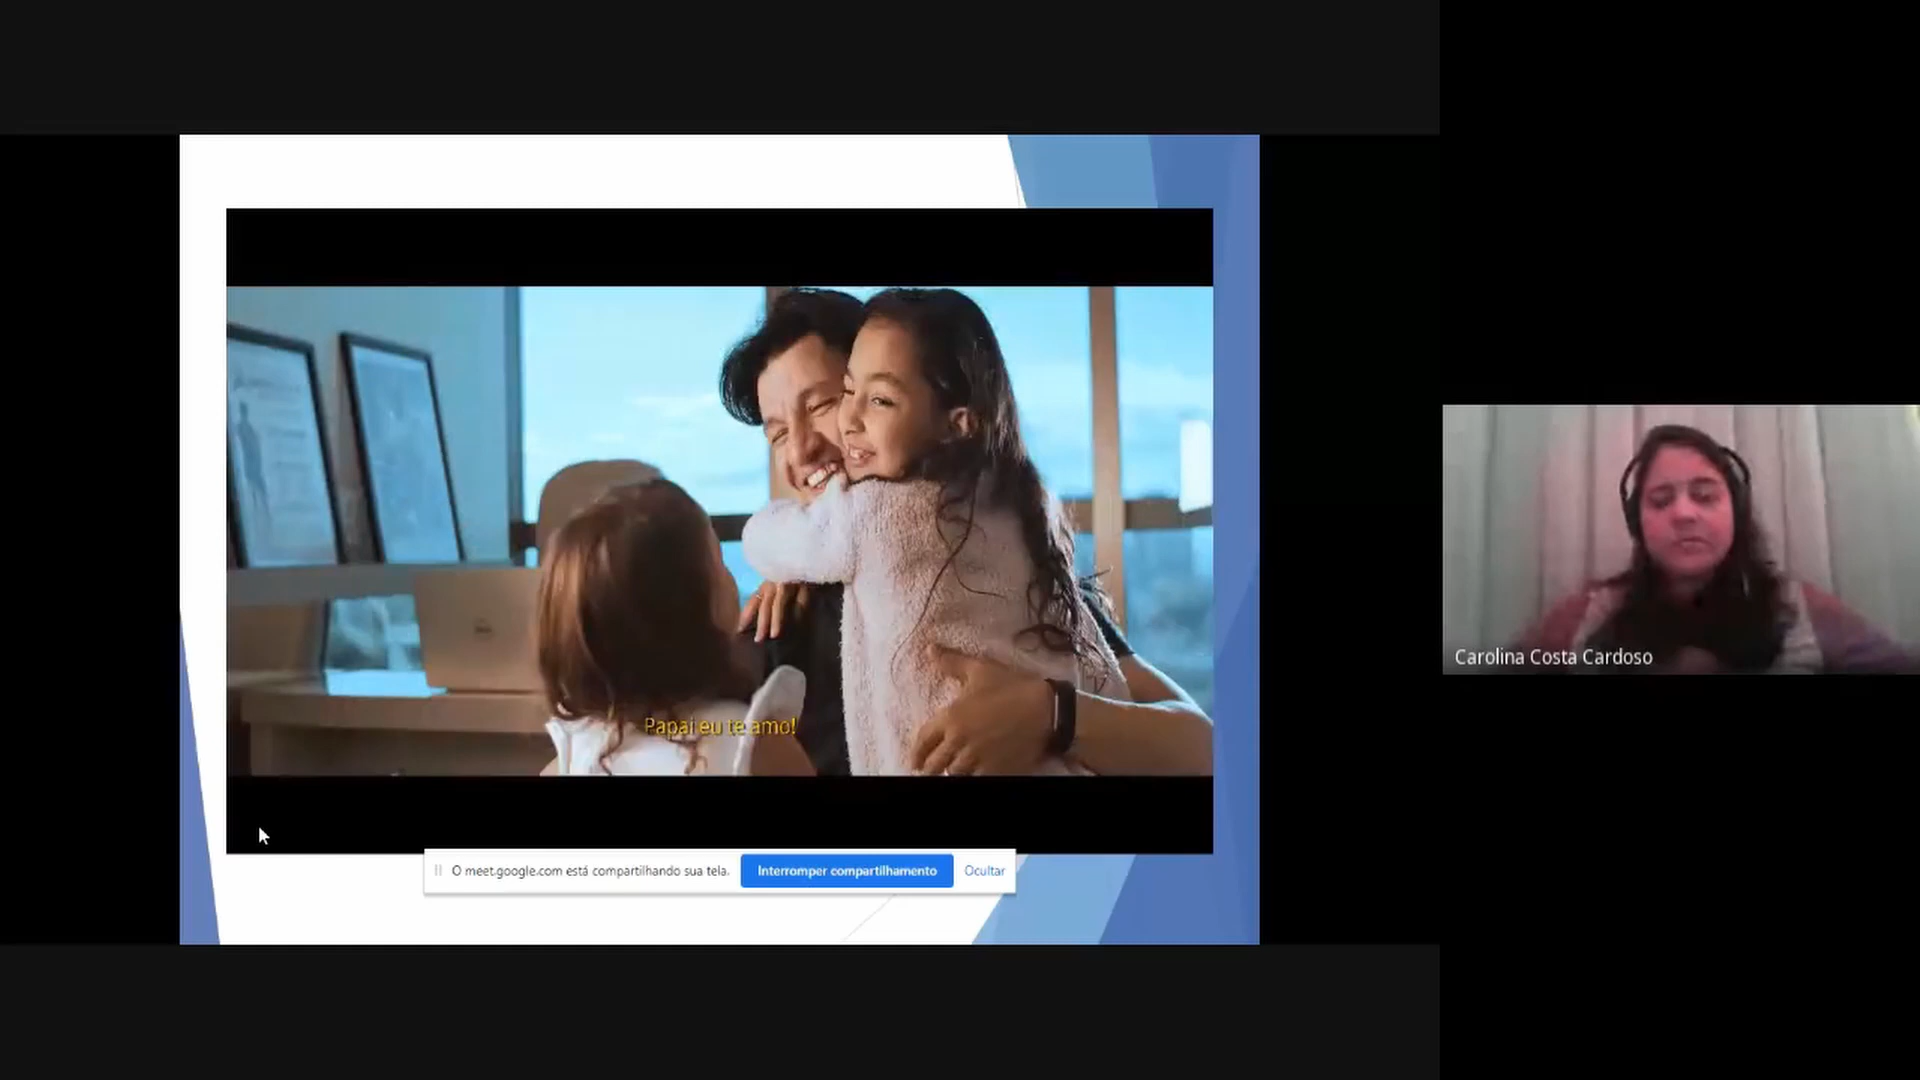 Papai eu te amo!
O meet.google.com está compartilhando sua tela.
Interromper compartilhamento
Ocultar
Carolina Costa Cardoso